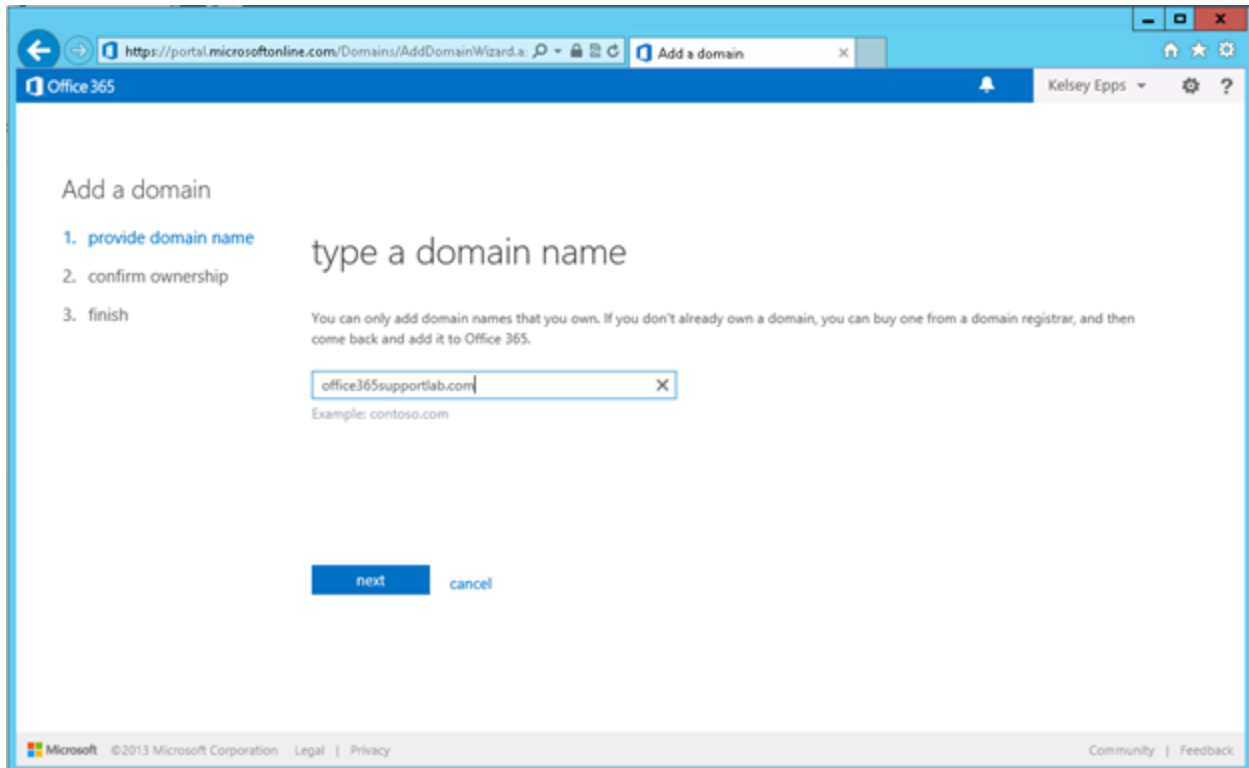 https://portal.microsoftonline.com/Domains/AddDomainWizard.a:
Add a domain
Office 365
Kelsey Epps
?
Add a domain
1. provide domain name
2. confirm ownership
3. finish
type a domain name
You can only add domain names that you own. If you don't already own a domain, you can buy one from a domain registrar, and then
come back and add it to Office 365.
office365supportlab.com
Example: contoso.com
next
cancel
Microsoft ©2013 Microsoft Corporation Legal | Privacy
Community | Feedback